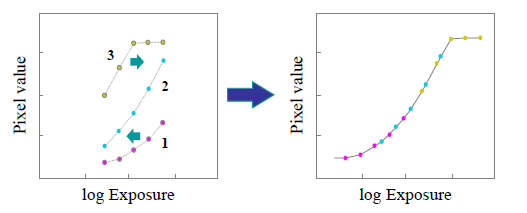 Pixel value
3
2
1
log Exposure
Pixel value
log Exposure